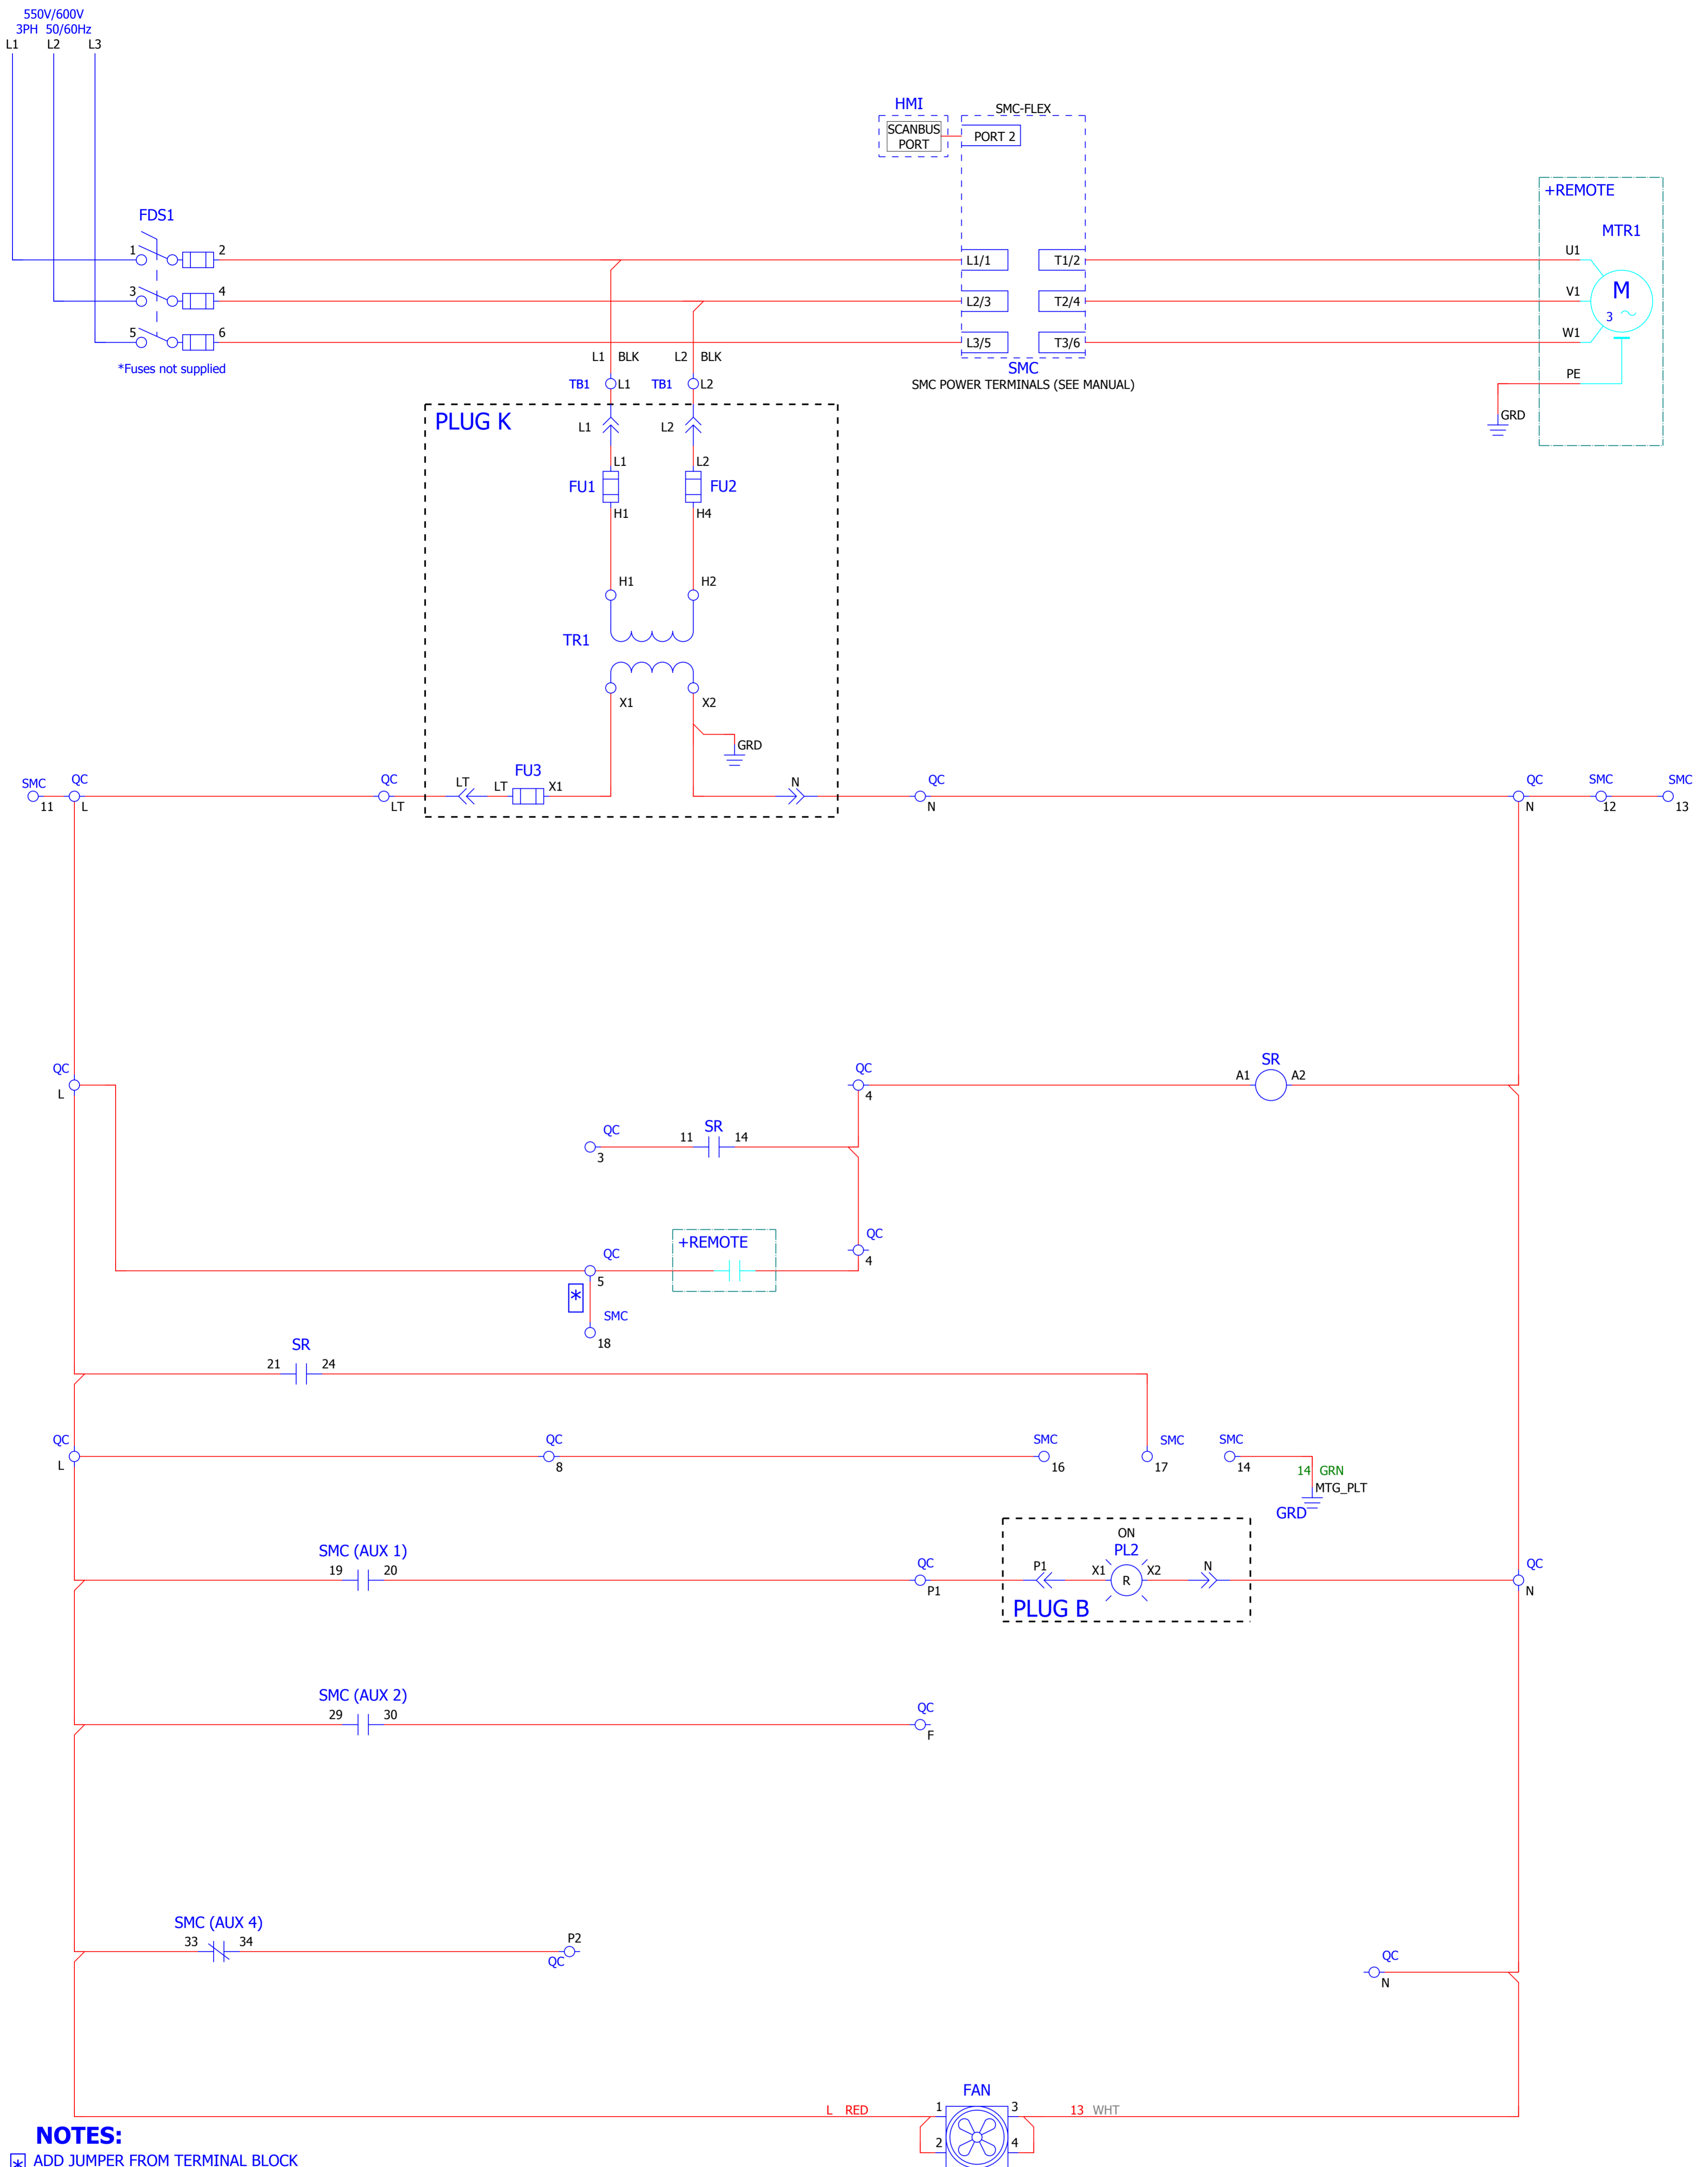 550V/600V
3PH 50/60Hz
L1 L2 L3
HMI
SCANBUS
PORT
SMC-FLEX
PORT 2
+REMOTE
MTR1
FDS1
1 2
L1/1 T1/2
U1
3 4
L2/3 T2/4
V1
M
3
5 6
L3/5 T3/6
W1
*Fuses not supplied
SMC
SMC POWER TERMINALS (SEE MANUAL)
PE
GRD
L1 BLK L2 BLK
TB1 L1 TB1 L2
PLUG K
L1 L2
L1 L2
FU1 FU2
H1 H4
H1 H2
TR1
X1 X2
GRD
SMC QC QC LT LT FU3 X1 N QC QC SMC SMC
11 L LT N N 12 13
QC QC SR
L 4 A1 A2
QC 11 SR 14
3
QC
4
+REMOTE
QC
5
*
SMC
18
SR
21 24
QC QC SMC SMC SMC
L 8 16 17 14
14 GRN
MTG_PLT
GRD
ON
PL2
SMC (AUX 1)
19 20
QC
P1
P1 X1 R X2 N
QC
N
PLUG B
SMC (AUX 2)
29 30
QC
F
SMC (AUX 4)
33 34
P2
QC
QC
N
FAN
L RED 1 3 13 WHT
2 4
NOTES:
* ADD JUMPER FROM TERMINAL BLOCK